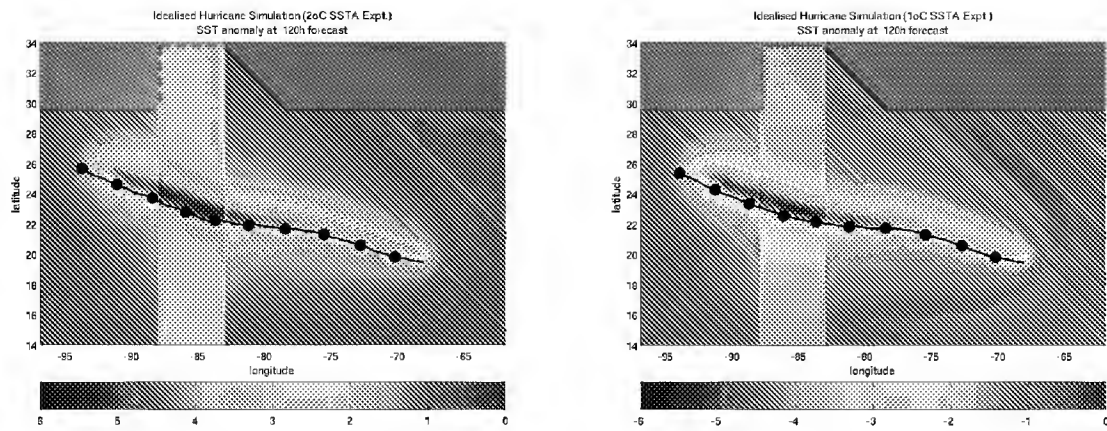 Idealised Hurricane Simulation (2oC SSTA Expt.)
SST anomaly at 120h forecast
34
32
30
28
26
24
22
20
18
16
14
latitude
-95 -90 -85 -80 -75 -70 -65
longitude
6 5 4 3 2 1 0
Idealised Hurricane Simulation (1oC SSTA Expt.)
SST anomaly at 120h forecast
34
32
30
28
26
24
22
20
18
16
14
latitude
-95 -90 -85 -80 -75 -70 -65
longitude
-6 -5 -4 -3 -2 -1 0